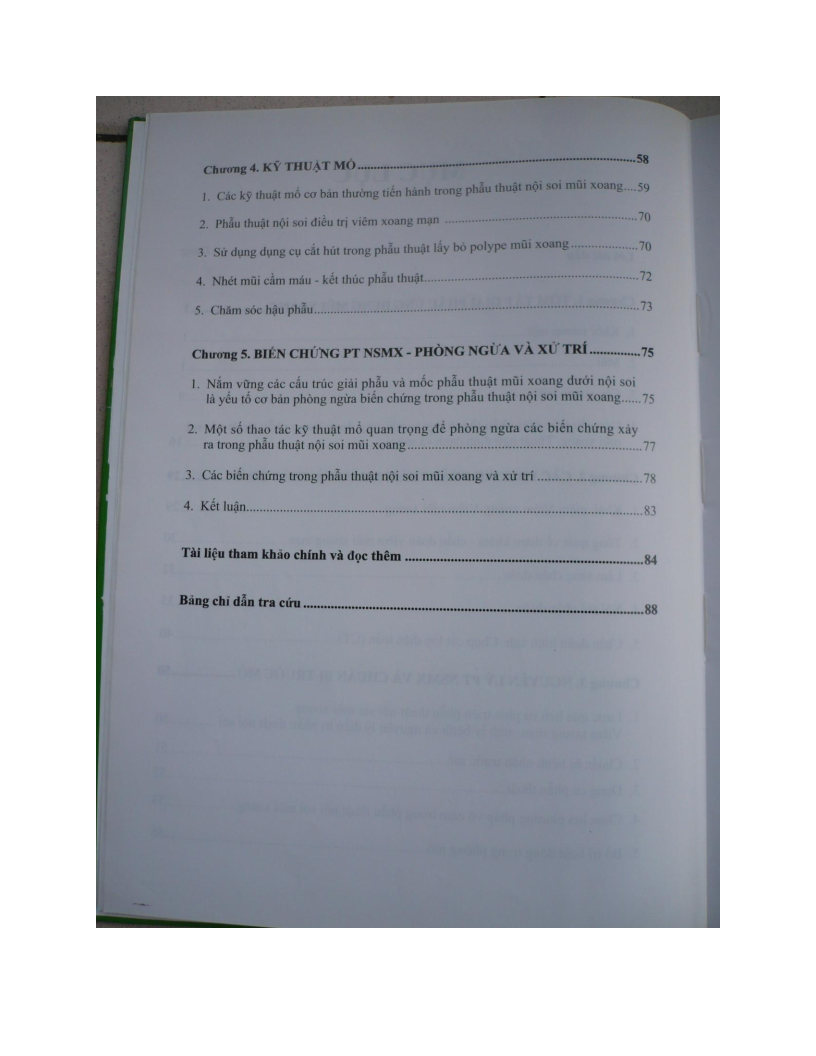 Chương 4. KỸ THUẬT MỔ ........58
1. Các kỹ thuật mổ cơ bản thường tiến hành trong phẫu thuật nội soi mũi xoang....59
2. Phẫu thuật nội soi điều trị viêm xoang mạn ........70
3. Sử dụng dụng cụ cắt hút trong phẫu thuật lấy bỏ polype mũi xoang ........70
4. Nhét mũi cầm máu - kết thúc phẫu thuật........72
5. Chăm sóc hậu phẫu........73
Chương 5. BIẾN CHỨNG PT NSMX - PHÒNG NGỪA VÀ XỬ TRÍ ........75
1. Nắm vững các cấu trúc giải phẫu và mốc phẫu thuật mũi xoang dưới nội soi
là yếu tố cơ bản phòng ngừa biến chứng trong phẫu thuật nội soi mũi xoang......75
2. Một số thao tác kỹ thuật mổ quan trọng để phòng ngừa các biến chứng xảy
ra trong phẫu thuật nội soi mũi xoang ........77
3. Các biến chứng trong phẫu thuật nội soi mũi xoang và xử trí ........78
4. Kết luận........83
Tài liệu tham khảo chính và đọc thêm ........84
Bảng chỉ dẫn tra cứu ........88